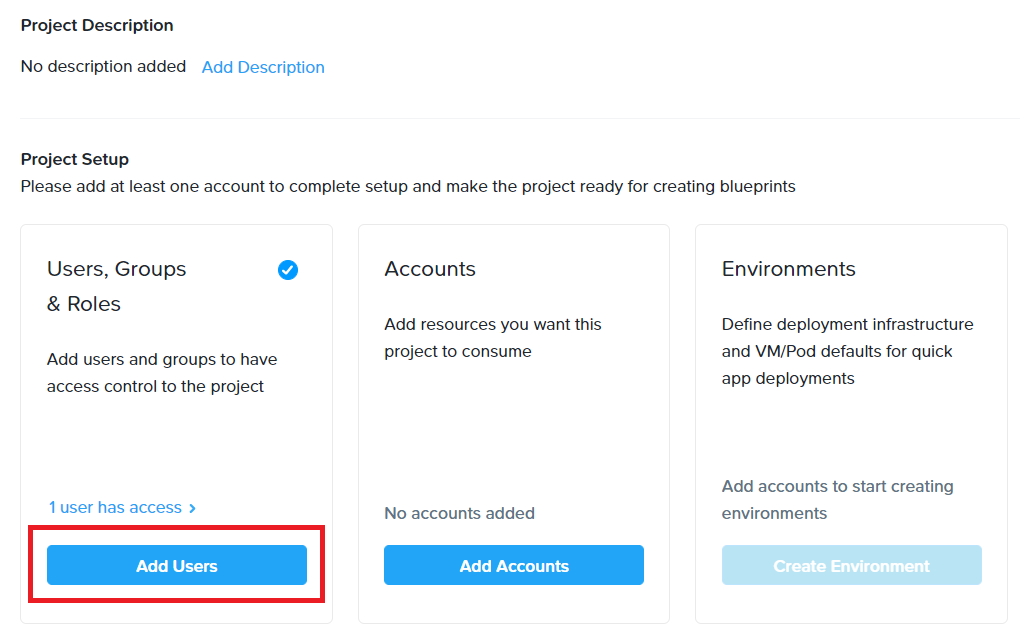 Project Description
No description added Add Description
Project Setup
Please add at least one account to complete setup and make the project ready for creating blueprints
Users, Groups
& Roles
Add users and groups to have
access control to the project
1 user has access >
Add Users
Accounts
Add resources you want this
project to consume
No accounts added
Add Accounts
Environments
Define deployment infrastructure
and VM/Pod defaults for quick
app deployments
Add accounts to start creating
environments
Create Environment